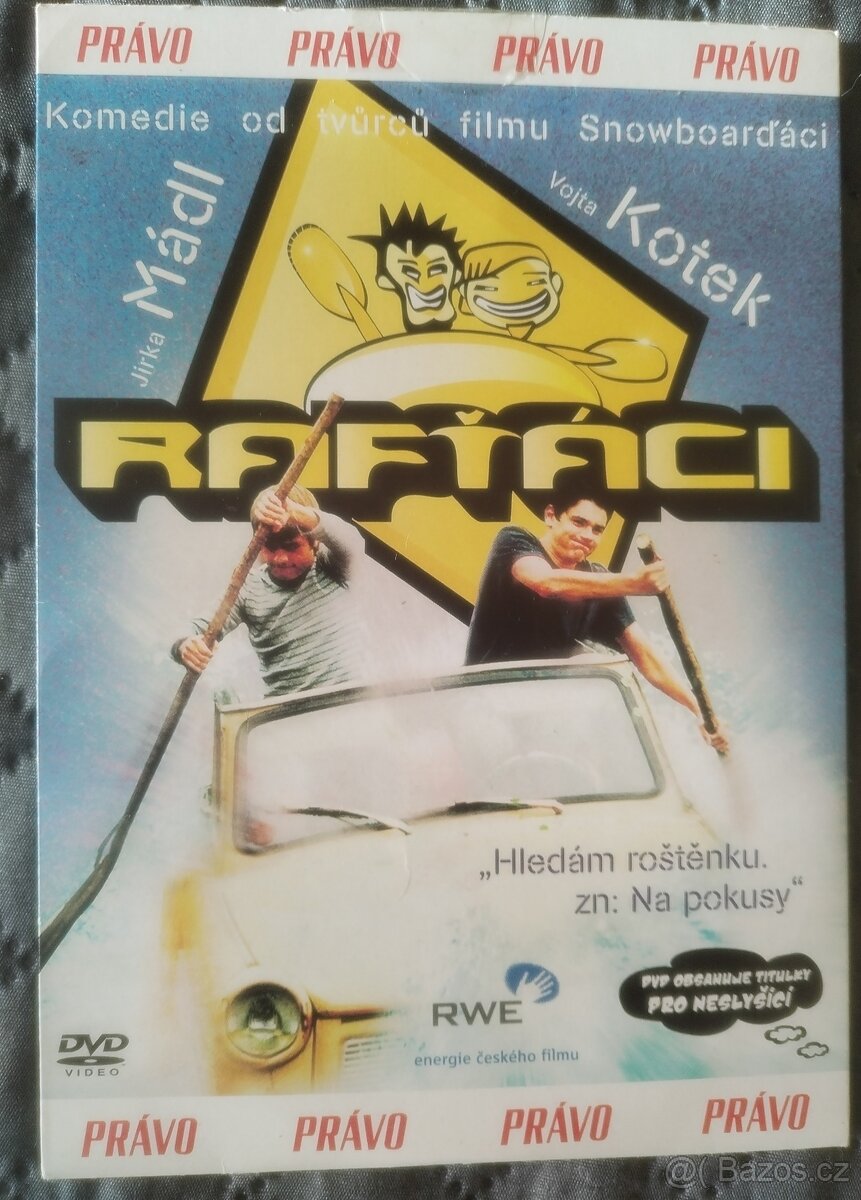 PRÁVO PRÁVO PRÁVO PRÁVO
Komedie od tvůrců filmu Snowboarďáci
Jirka Mádl
Vojta Kotek
RAFŤÁCI
„Hledám roštěnku.
zn: Na pokusy“
DVD OBSAHUJE TITULKY
PRO NESLYŠÍCÍ
RWE
energie českého filmu
DVD
VIDEO
PRÁVO PRÁVO PRÁVO PRÁVO
@( Bazos.cz